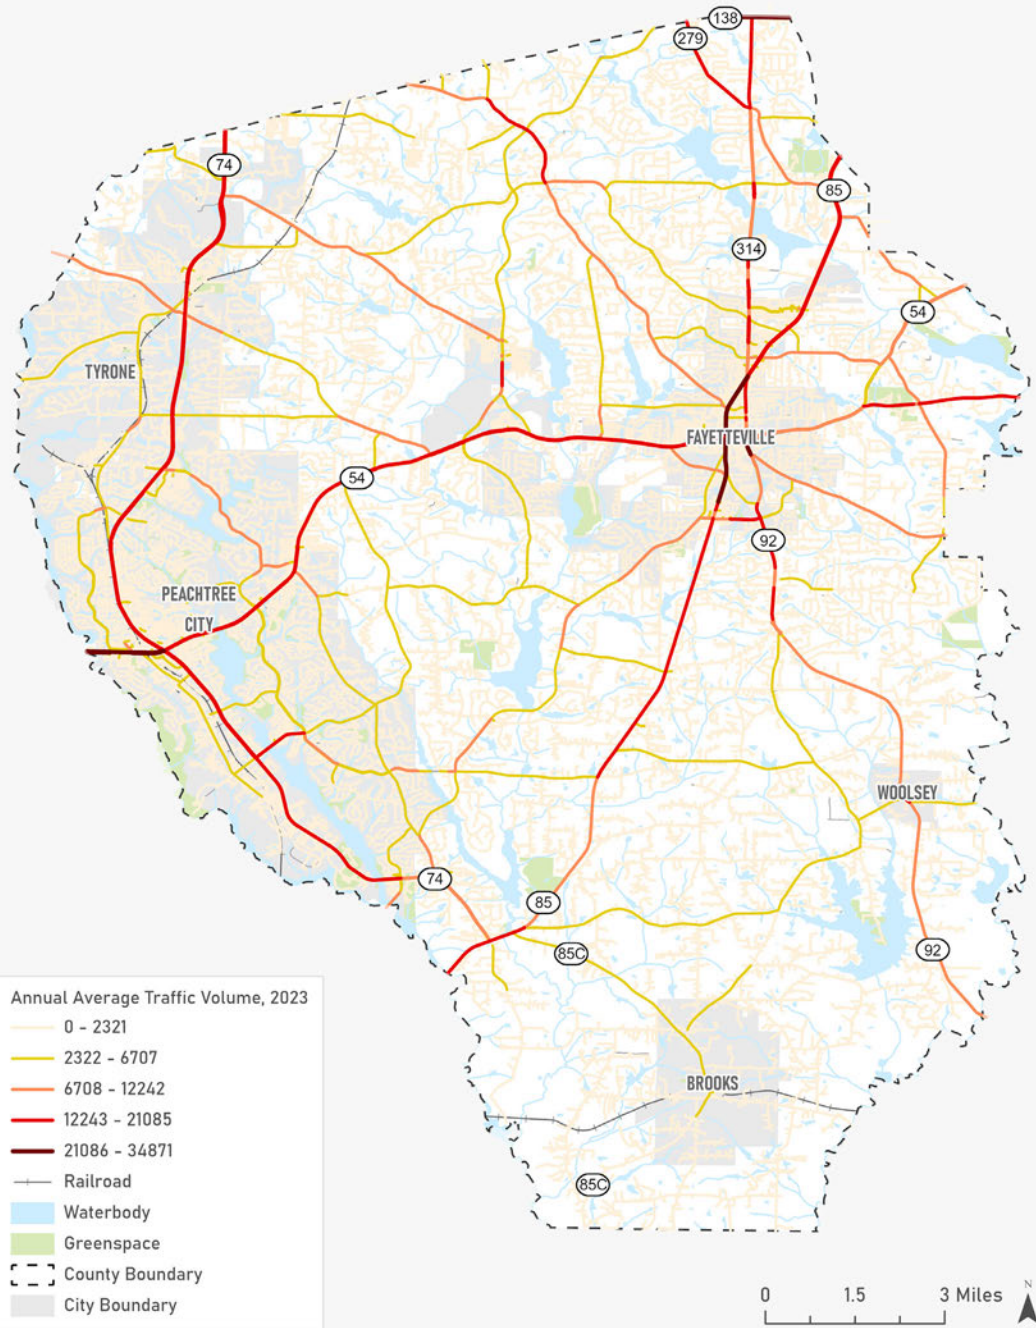 138
279
74
85
314
54
TYRONE
FAYETTEVILLE
54
92
PEACHTREE
CITY
WOOLSEY
74
85
85C
92
Annual Average Traffic Volume, 2023
0 - 2321
2322 - 6707
6708 - 12242
12243 - 21085
21086 - 34871
Railroad
Waterbody
Greenspace
County Boundary
City Boundary
BROOKS
85C
0 1.5 3 Miles
N